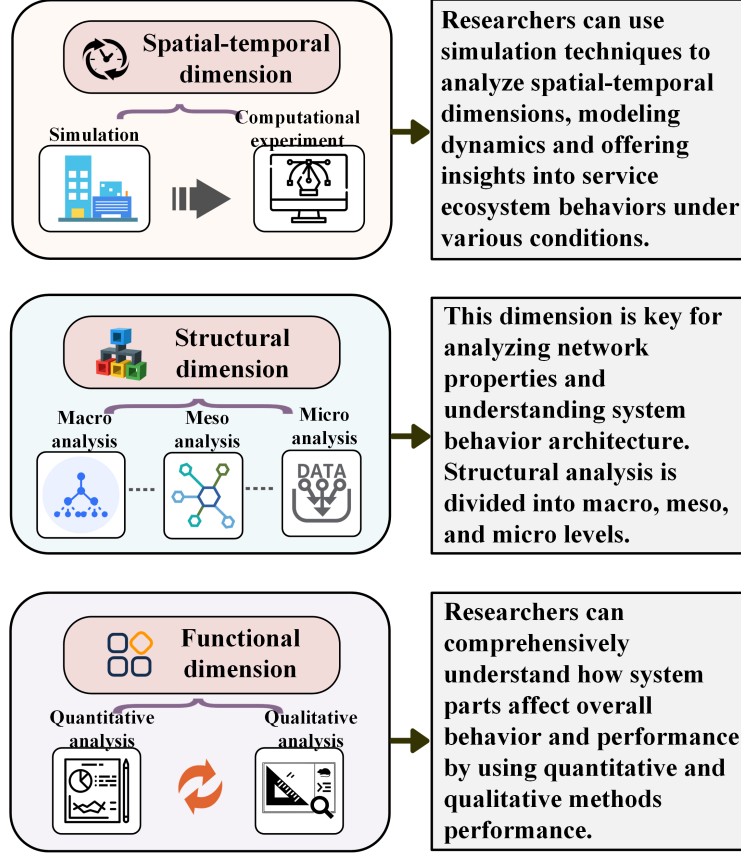 Spatial-temporal
dimension
Simulation
Computational
experiment
Researchers can use
simulation techniques to
analyze spatial-temporal
dimensions, modeling
dynamics and offering
insights into service
ecosystem behaviors under
various conditions.
Structural
dimension
Macro
analysis
Meso
analysis
Micro
analysis
DATA
This dimension is key for
analyzing network
properties and
understanding system
behavior architecture.
Structural analysis is
divided into macro, meso,
and micro levels.
Functional
dimension
Quantitative
analysis
Qualitative
analysis
Researchers can
comprehensively
understand how system
parts affect overall
behavior and performance
by using quantitative and
qualitative methods
performance.